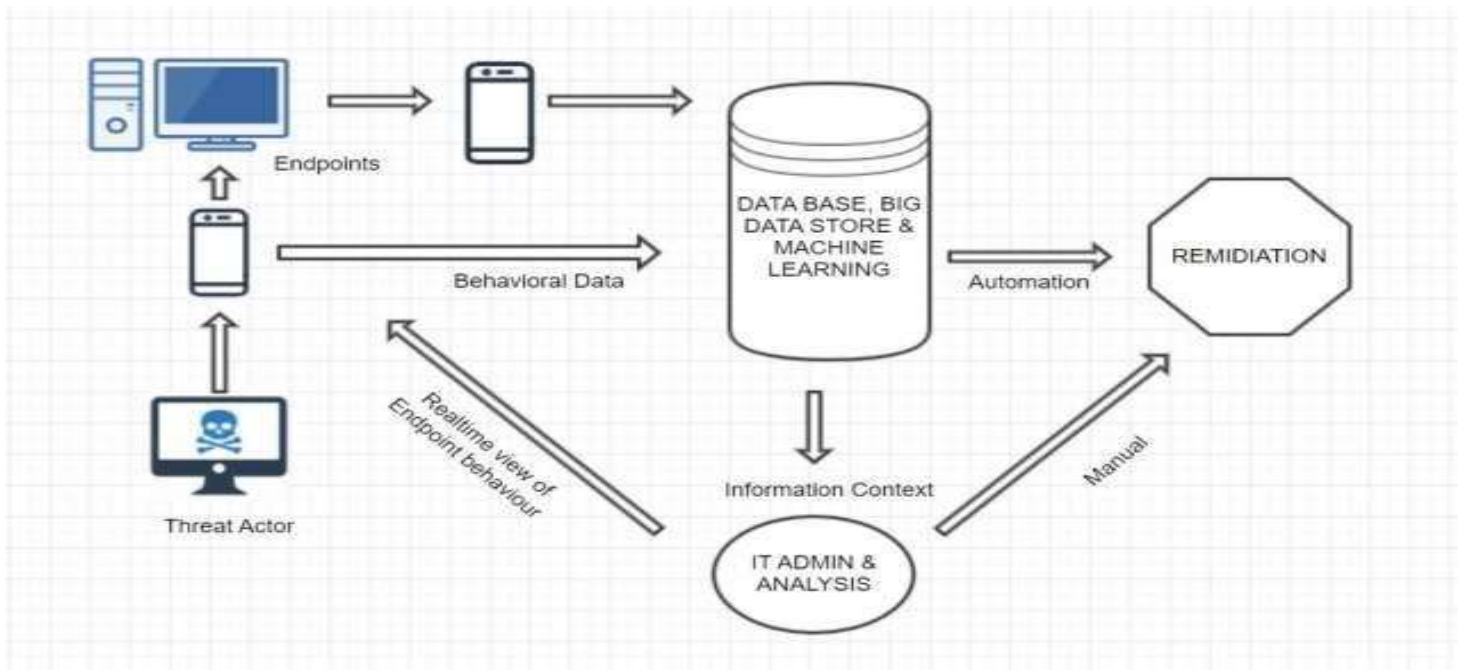 Endpoints
DATA BASE, BIG
DATA STORE &
MACHINE
LEARNING
REMIDIATION
Behavioral Data
Automation
Realtime view of
Endpoint behaviour
Manual
Information Context
Threat Actor
IT ADMIN &
ANALYSIS